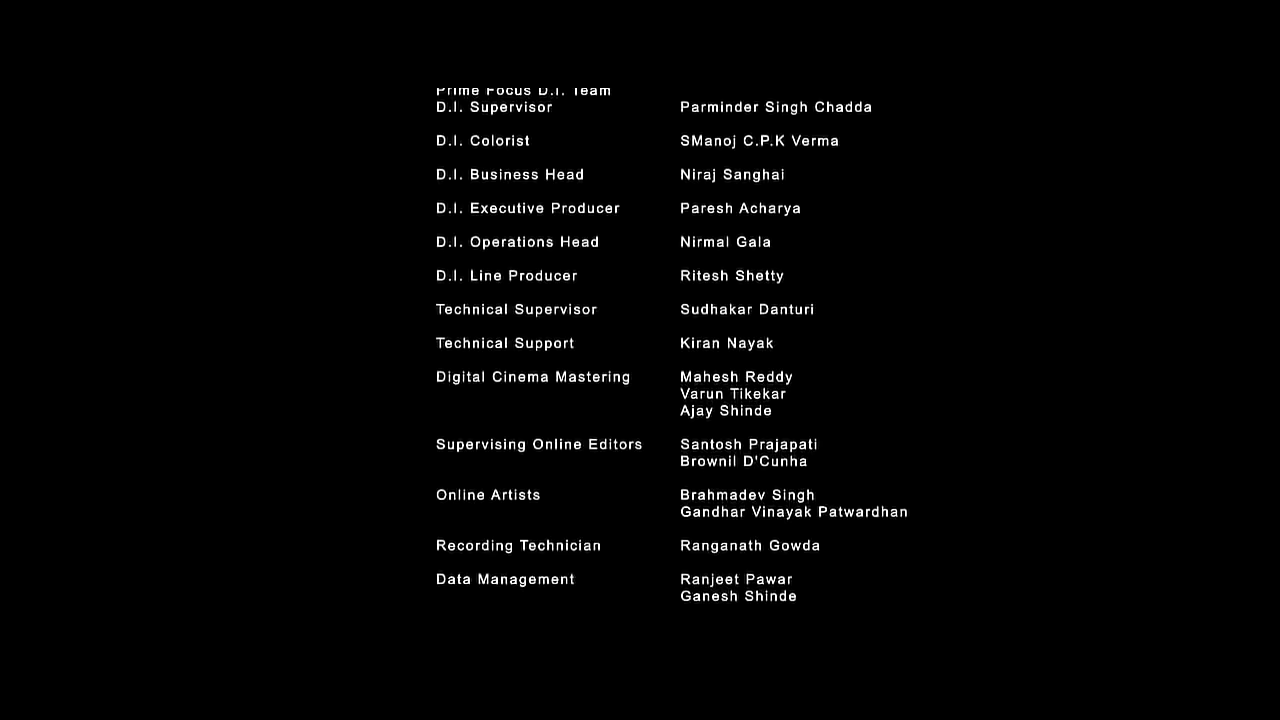 Prime Focus D.I. Team
D.I. Supervisor Parminder Singh Chadda
D.I. Colorist SManoj C.P.K Verma
D.I. Business Head Niraj Sanghai
D.I. Executive Producer Paresh Acharya
D.I. Operations Head Nirmal Gala
D.I. Line Producer Ritesh Shetty
Technical Supervisor Sudhakar Danturi
Technical Support Kiran Nayak
Digital Cinema Mastering Mahesh Reddy
Varun Tikekar
Ajay Shinde
Supervising Online Editors Santosh Prajapati
Brownil D'Cunha
Online Artists Brahmadev Singh
Gandhar Vinayak Patwardhan
Recording Technician Ranganath Gowda
Data Management Ranjeet Pawar
Ganesh Shinde